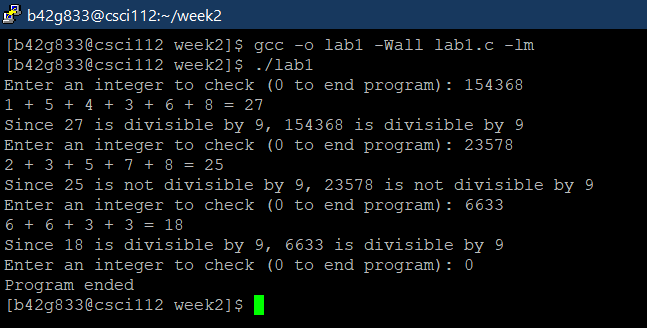 b42g833@csci112:~/week2
[b42g833@csci112 week2]$ gcc -o lab1 -Wall lab1.c -lm
[b42g833@csci112 week2]$ ./lab1
Enter an integer to check (0 to end program): 154368
1 + 5 + 4 + 3 + 6 + 8 = 27
Since 27 is divisible by 9, 154368 is divisible by 9
Enter an integer to check (0 to end program): 23578
2 + 3 + 5 + 7 + 8 = 25
Since 25 is not divisible by 9, 23578 is not divisible by 9
Enter an integer to check (0 to end program): 6633
6 + 6 + 3 + 3 = 18
Since 18 is divisible by 9, 6633 is divisible by 9
Enter an integer to check (0 to end program): 0
Program ended
[b42g833@csci112 week2]$